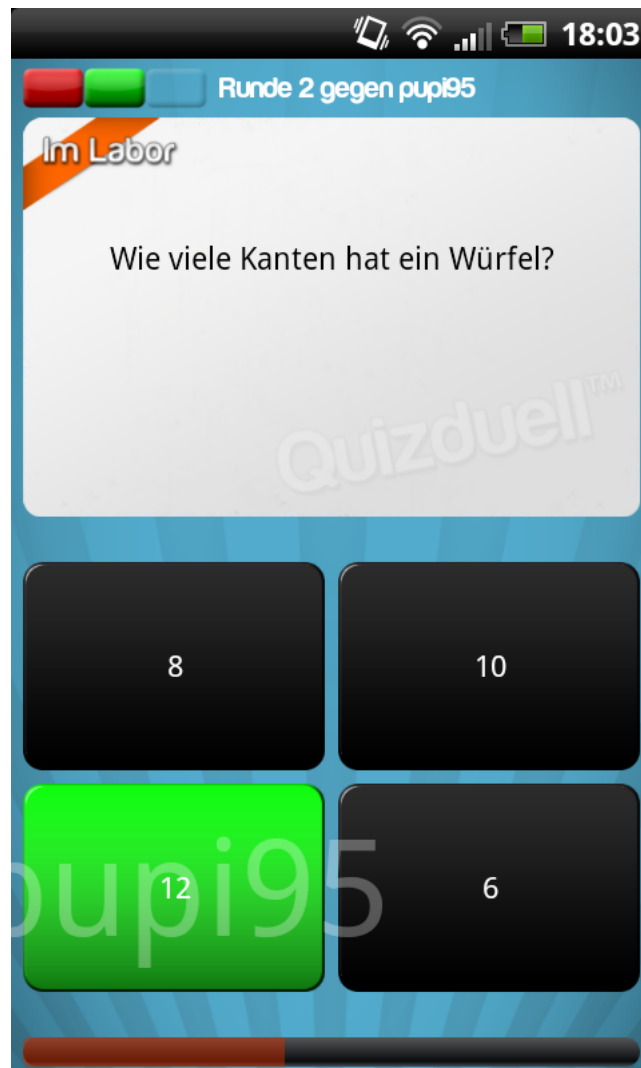 18:03
Runde 2 gegen pupi95
Im Labor
Wie viele Kanten hat ein Würfel?
Quizduell™
8
10
12
pupi95
6